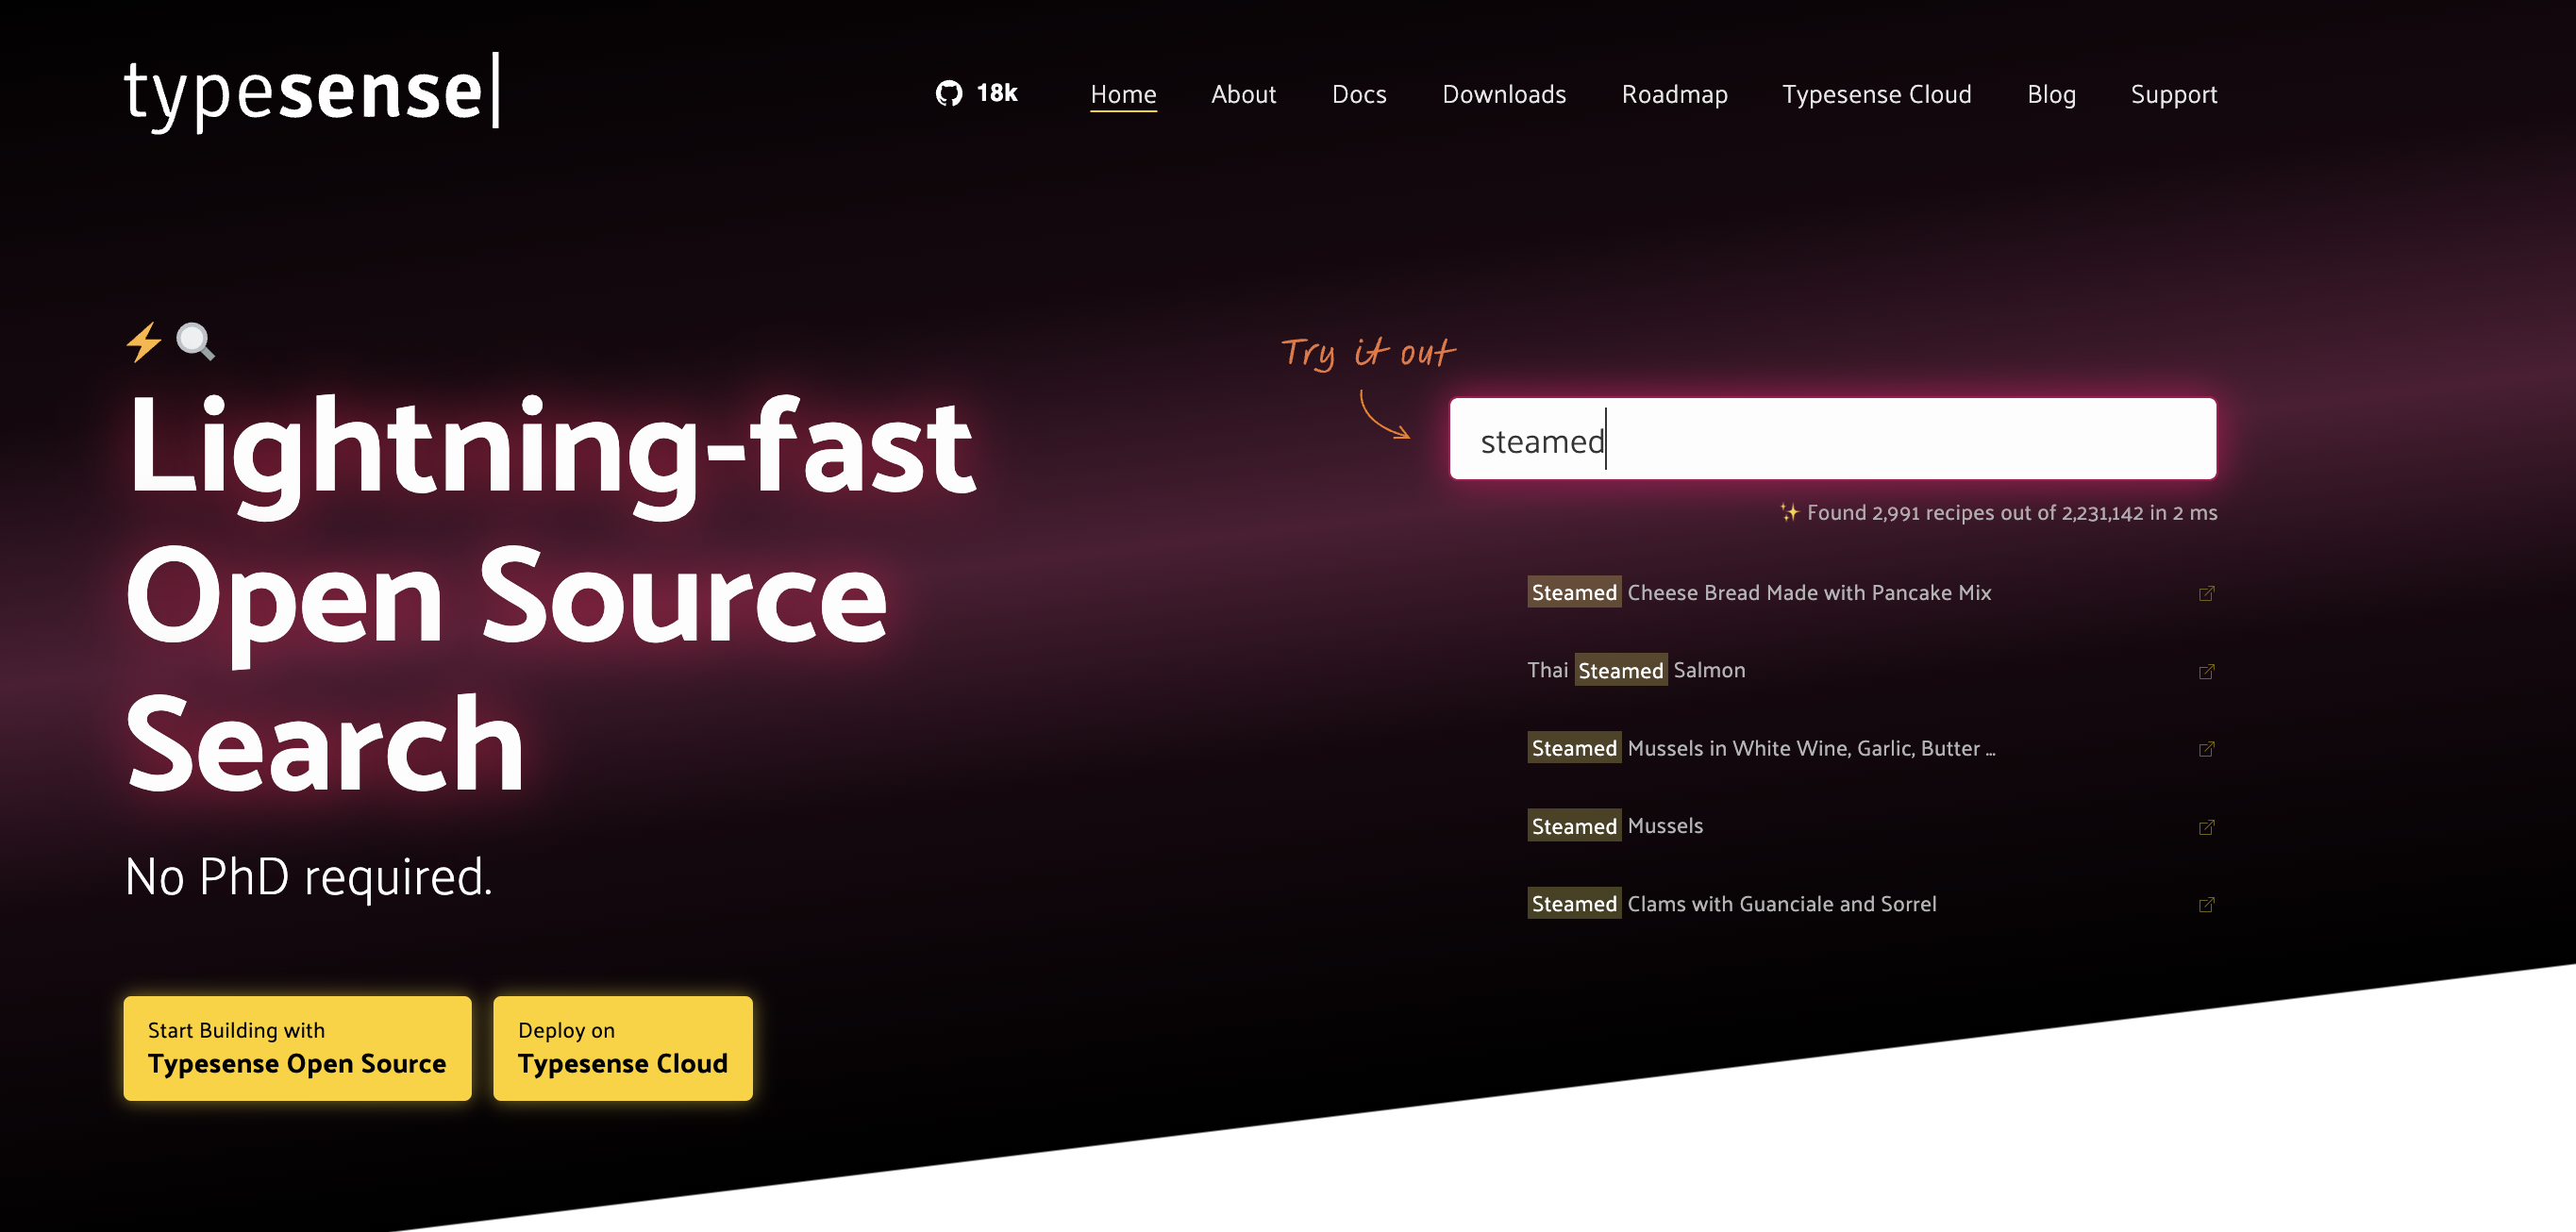 typesense
18k
Home
About
Docs
Downloads
Roadmap
Typesense Cloud
Blog
Support
Lightning-fast
Open Source
Search
No PhD required.
Start Building with
Typesense Open Source
Deploy on
Typesense Cloud
Try it out
steamed
✨ Found 2,991 recipes out of 2,231,142 in 2 ms
Steamed Cheese Bread Made with Pancake Mix
Thai Steamed Salmon
Steamed Mussels in White Wine, Garlic, Butter ...
Steamed Mussels
Steamed Clams with Guanciale and Sorrel